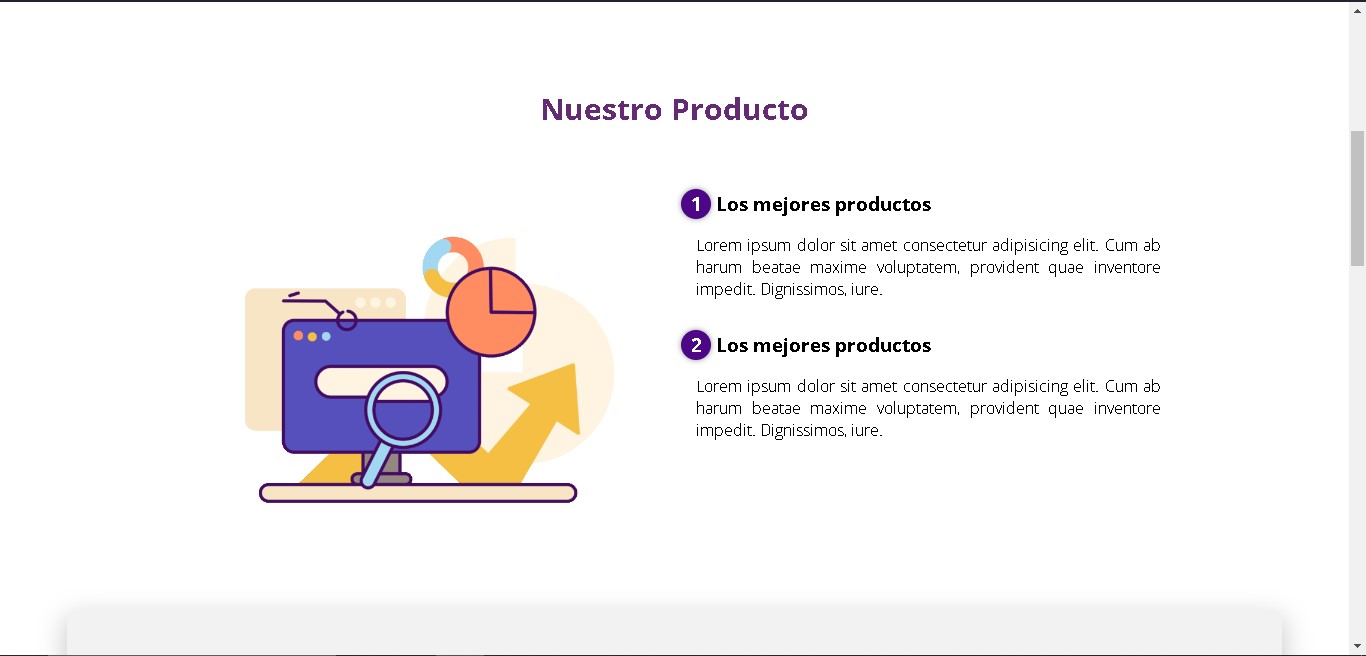 Nuestro Producto
1 Los mejores productos
Lorem ipsum dolor sit amet consectetur adipisicing elit. Cum ab
harum beatae maxime voluptatem, provident quae inventore
impedit. Dignissimos, iure.
2 Los mejores productos
Lorem ipsum dolor sit amet consectetur adipisicing elit. Cum ab
harum beatae maxime voluptatem, provident quae inventore
impedit. Dignissimos, iure.